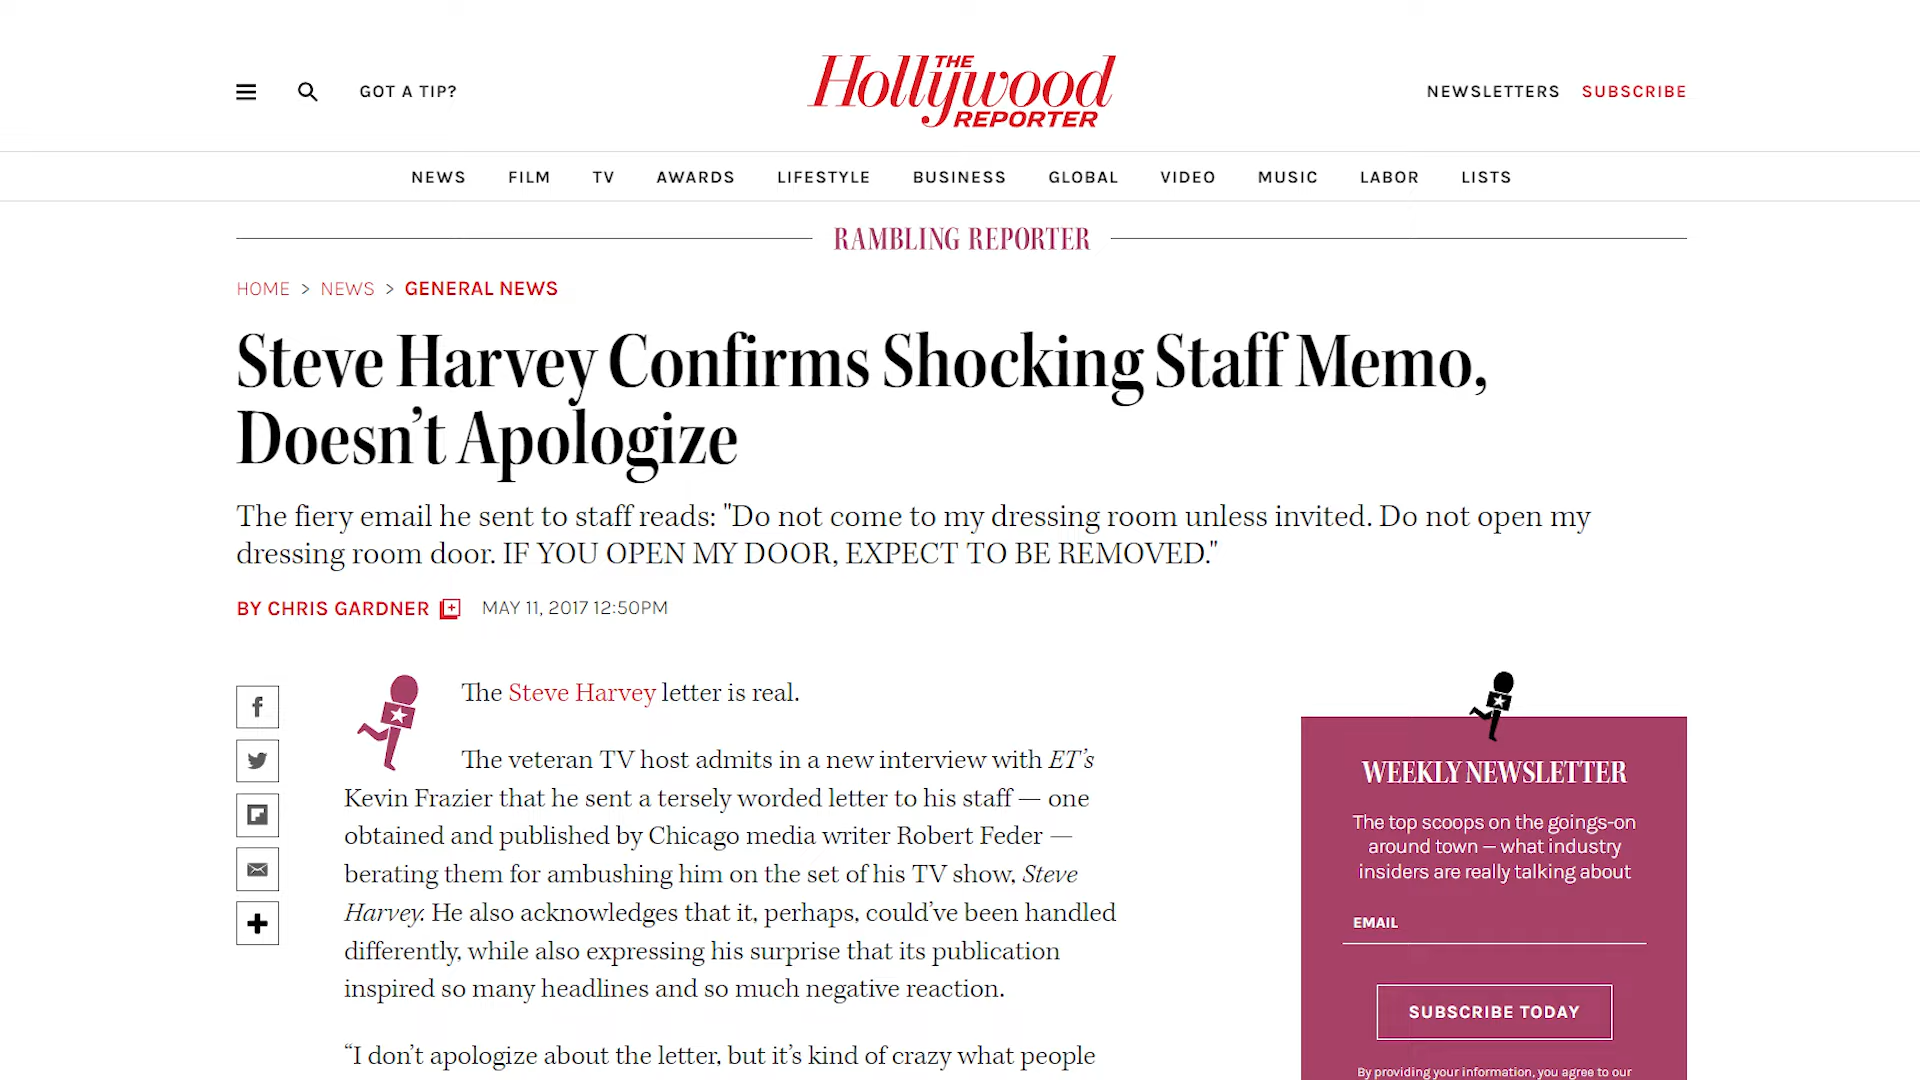 GOT A TIP?
THE
Hollywood
REPORTER
NEWSLETTERS SUBSCRIBE
NEWS FILM TV AWARDS LIFESTYLE BUSINESS GLOBAL VIDEO MUSIC LABOR LISTS
RAMBLING REPORTER
HOME > NEWS > GENERAL NEWS
Steve Harvey Confirms Shocking Staff Memo,
Doesn’t Apologize
The fiery email he sent to staff reads: "Do not come to my dressing room unless invited. Do not open my
dressing room door. IF YOU OPEN MY DOOR, EXPECT TO BE REMOVED."
BY CHRIS GARDNER MAY 11, 2017 12:50PM
The Steve Harvey letter is real.
The veteran TV host admits in a new interview with ET’s
Kevin Frazier that he sent a tersely worded letter to his staff — one
obtained and published by Chicago media writer Robert Feder —
berating them for ambushing him on the set of his TV show, Steve
Harvey. He also acknowledges that it, perhaps, could’ve been handled
differently, while also expressing his surprise that its publication
inspired so many headlines and so much negative reaction.
“I don’t apologize about the letter, but it’s kind of crazy what people
WEEKLY NEWSLETTER
The top scoops on the goings-on
around town — what industry
insiders are really talking about
EMAIL
SUBSCRIBE TODAY
By providing your information, you agree to our